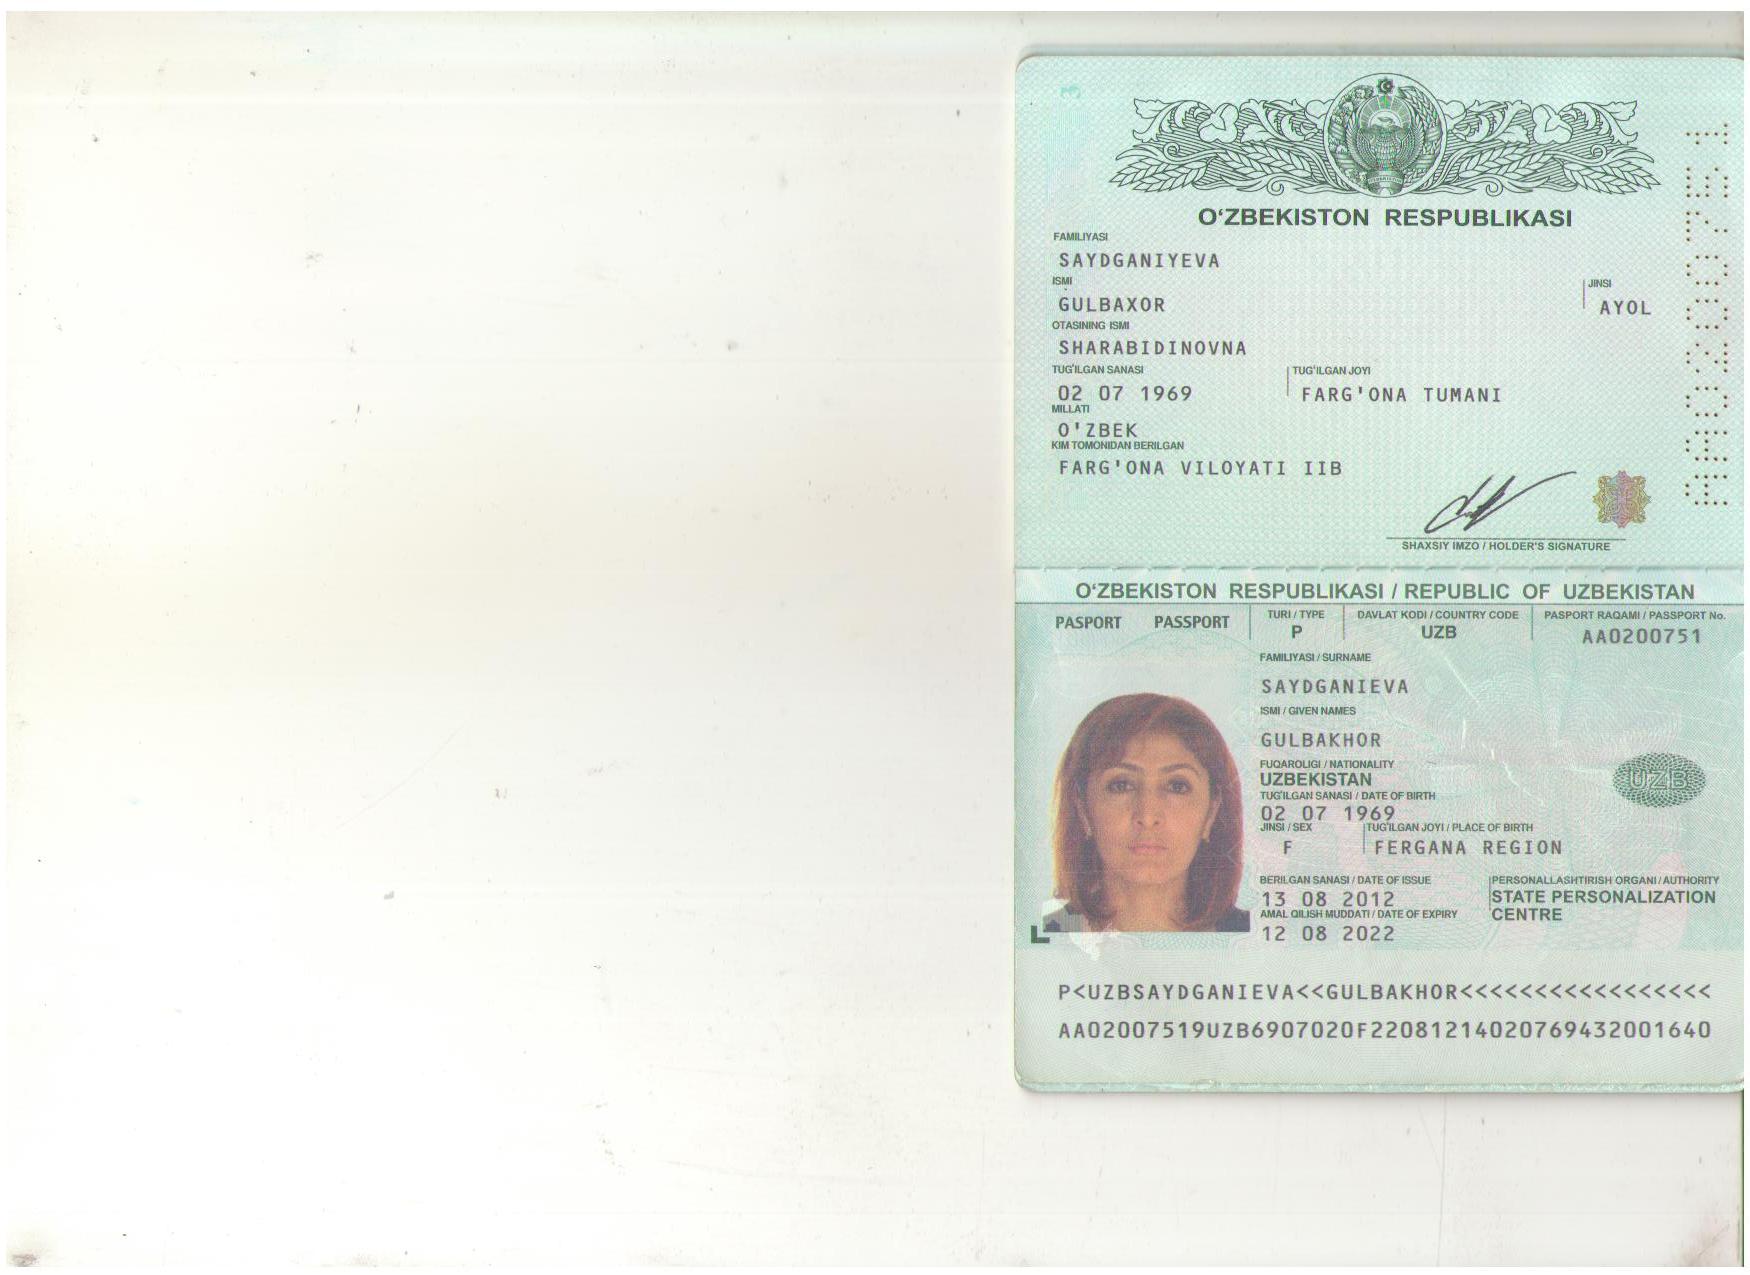 O‘ZBEKISTON RESPUBLIKASI
FAMILIYASI
SAYDGANIYEVA
ISMI
GULBAXOR
JINSI
AYOL
OTASINING ISMI
SHARABIDINOVNA
TUG‘ILGAN SANASI
02 07 1969
TUG‘ILGAN JOYI
FARG'ONA TUMANI
MILLATI
O'ZBEK
KIM TOMONIDAN BERILGAN
FARG'ONA VILOYATI IIB
SHAXSIY IMZO / HOLDER'S SIGNATURE
AA0200751
O‘ZBEKISTON RESPUBLIKASI / REPUBLIC OF UZBEKISTAN
PASPORT PASSPORT
TURI / TYPE
P
DAVLAT KODI / COUNTRY CODE
UZB
PASPORT RAQAMI / PASSPORT No.
AA0200751
FAMILIYASI / SURNAME
SAYDGANIEVA
ISMI / GIVEN NAMES
GULBAKHOR
FUQAROLIGI / NATIONALITY
UZBEKISTAN
TUG‘ILGAN SANASI / DATE OF BIRTH
02 07 1969
JINSI / SEX
F
TUG‘ILGAN JOYI / PLACE OF BIRTH
FERGANA REGION
UZB
BERILGAN SANASI / DATE OF ISSUE
13 08 2012
PERSONALLASHTIRISH ORGANI / AUTHORITY
STATE PERSONALIZATION
CENTRE
AMAL QILISH MUDDATI / DATE OF EXPIRY
12 08 2022
P<UZBSAYDGANIEVA<<GULBAKHOR<<<<<<<<<<<<<<<<<
AA02007519UZB6907020F22081214020769432001640